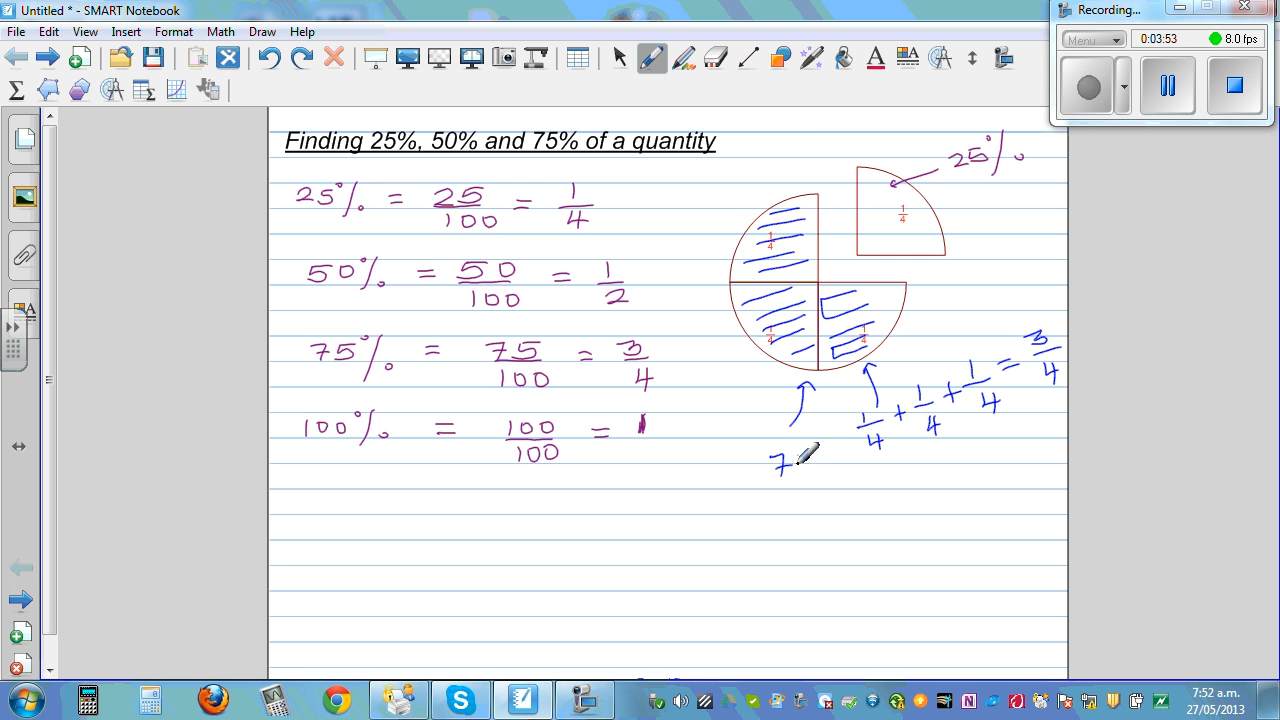 Untitled * - SMART Notebook
File Edit View Insert Format Math Draw Help
Recording...
Menu
0:03:53
8.0 fps
Finding 25%, 50% and 75% of a quantity
25% = 25/100 = 1/4
50% = 50/100 = 1/2
75% = 75/100 = 3/4
100% = 100/100 = 1
25%
1/4
1/4
1/4
1/4
1/4 + 1/4 + 1/4 = 3/4
7
7:52 a.m.
27/05/2013